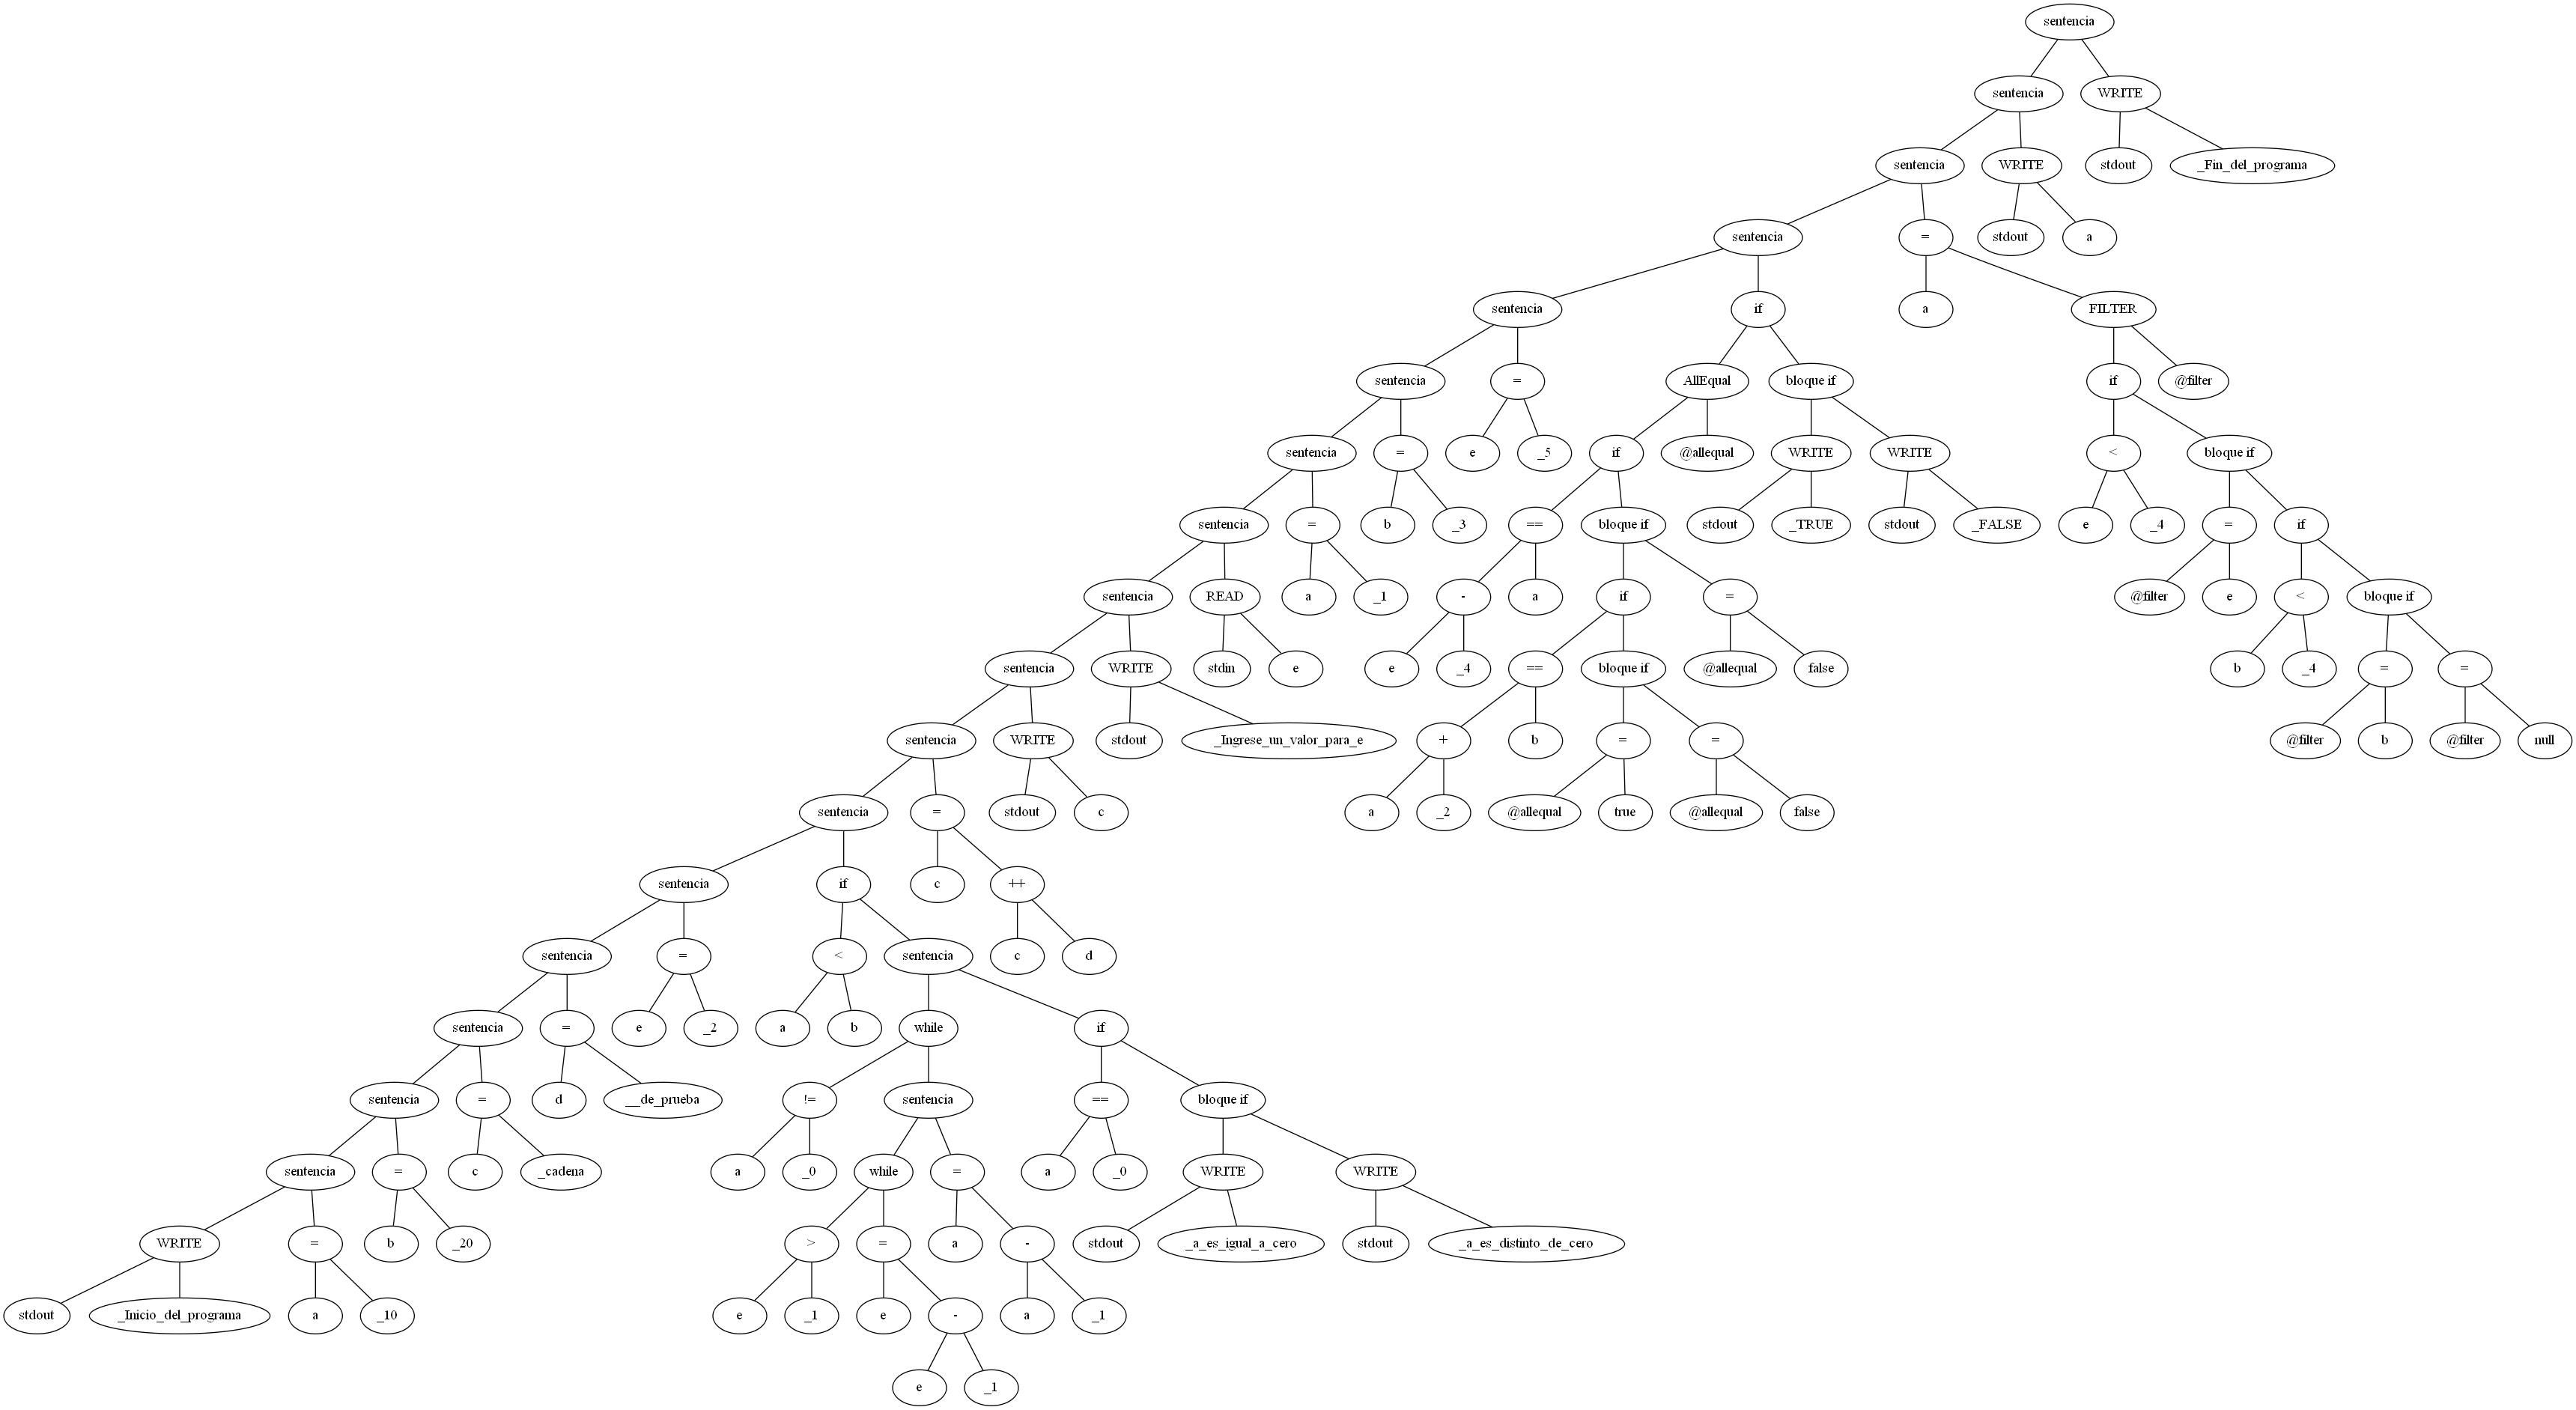 sentencia
sentencia WRITE
sentencia WRITE stdout _Fin_del_programa
sentencia = stdout a
sentencia if a FILTER
sentencia = AllEqual bloque if if @filter
sentencia = e _5 if @allequal WRITE WRITE < bloque if
sentencia = b _3 == bloque if stdout _TRUE stdout _FALSE e _4 = if
sentencia READ a _1 - a if = @filter e < bloque if
sentencia WRITE stdin e e _4 == bloque if @allequal false b _4 = =
sentencia WRITE stdout _Ingrese_un_valor_para_e + b = = @filter b @filter null
sentencia = stdout c a _2 @allequal true @allequal false
sentencia if c ++
sentencia = < sentencia c d
sentencia = e _2 a b while if
sentencia = d __de_prueba != sentencia == bloque if
sentencia = c _cadena a _0 while = a _0 WRITE WRITE
WRITE = b _20 > = a - stdout _a_es_igual_a_cero stdout _a_es_distinto_de_cero
stdout _Inicio_del_programa a _10 e _1 e - a _1
e _1